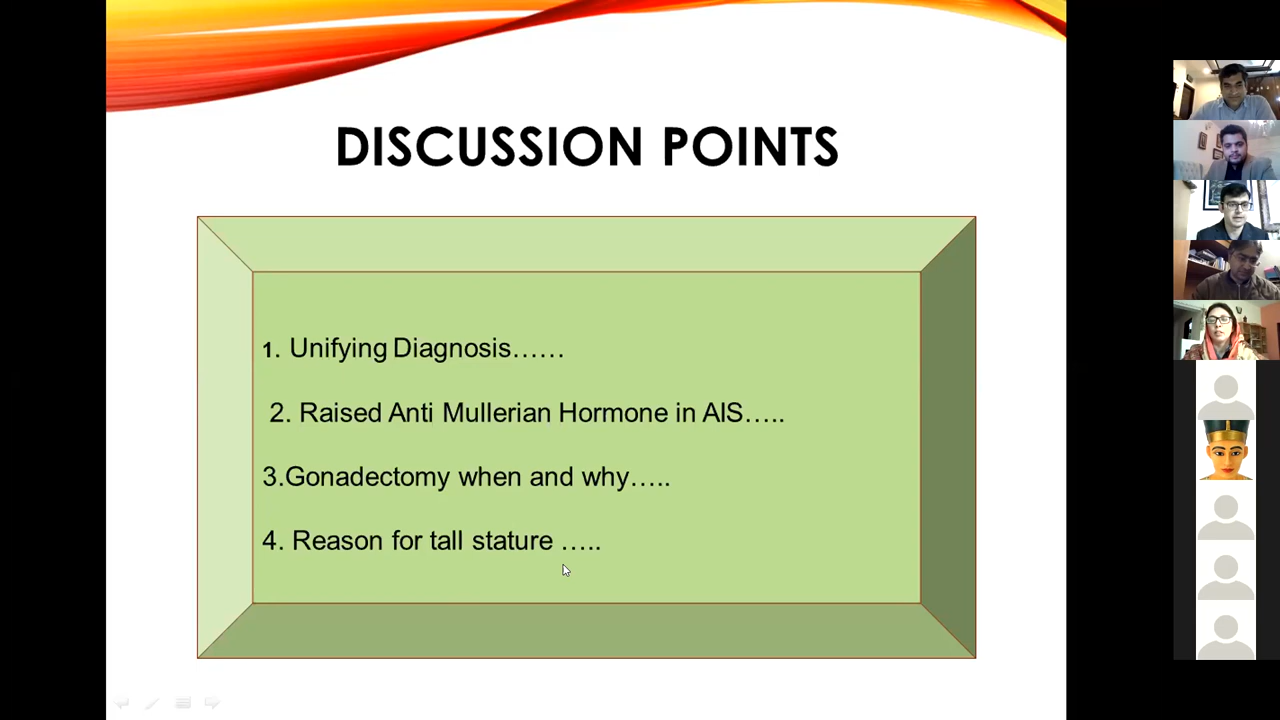 DISCUSSION POINTS
1. Unifying Diagnosis……
2. Raised Anti Mullerian Hormone in AIS…..
3.Gonadectomy when and why…..
4. Reason for tall stature …..